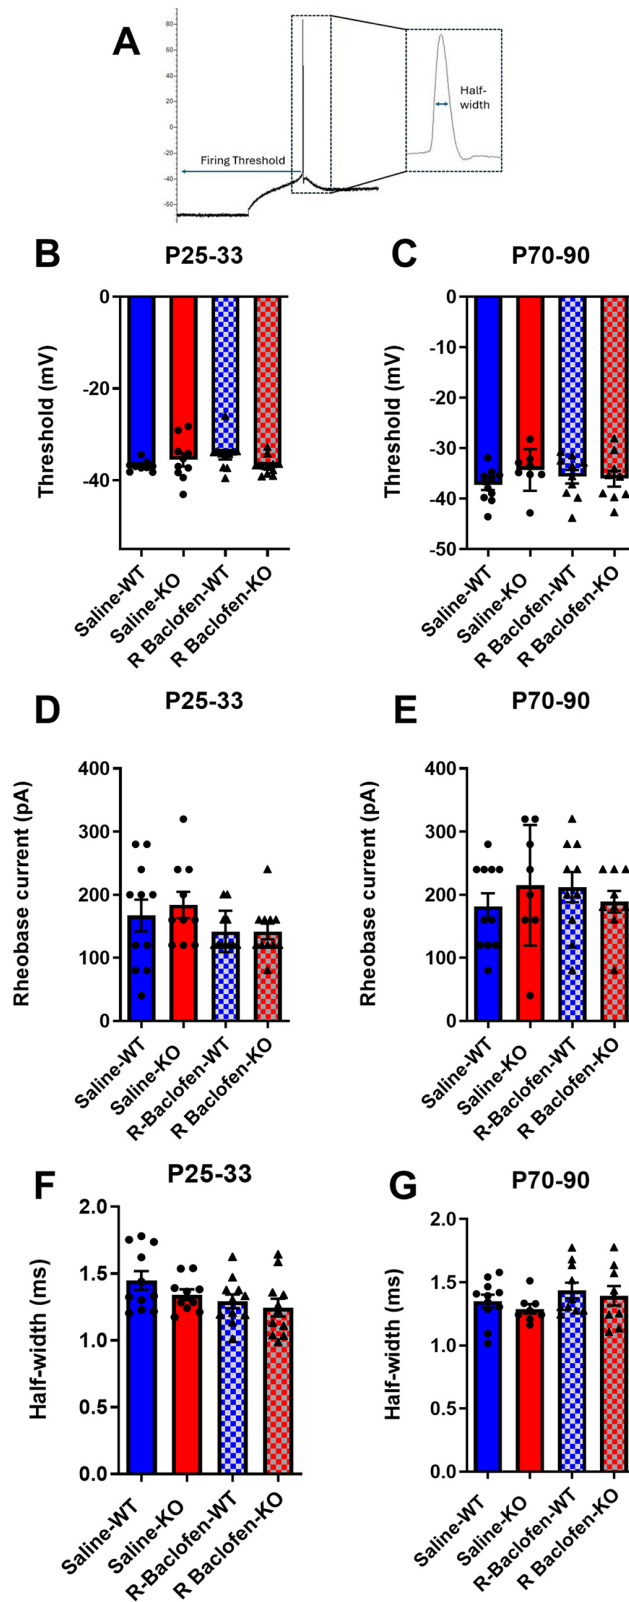 A
80
60
40
20
0
-20
-40
-60
Firing Threshold
Half-
width
B
P25-33
Threshold (mV)
0
-20
-40
Saline-WT
Saline-KO
R Baclofen-WT
R Baclofen-KO
C
P70-90
Threshold (mV)
0
-10
-20
-30
-40
-50
Saline-WT
Saline-KO
R Baclofen-WT
R Baclofen-KO
D
P25-33
Rheobase current (pA)
400
300
200
100
0
Saline-WT
Saline-KO
R-Baclofen-WT
R Baclofen-KO
E
P70-90
Rheobase current (pA)
400
300
200
100
0
Saline-WT
Saline-KO
R-Baclofen-WT
R Baclofen-KO
F
P25-33
Half-width (ms)
2.0
1.5
1.0
0.5
0.0
Saline-WT
Saline-KO
R-Baclofen-WT
R Baclofen-KO
G
P70-90
Half-width (ms)
2.0
1.5
1.0
0.5
0.0
Saline-WT
Saline-KO
R-Baclofen-WT
R Baclofen-KO